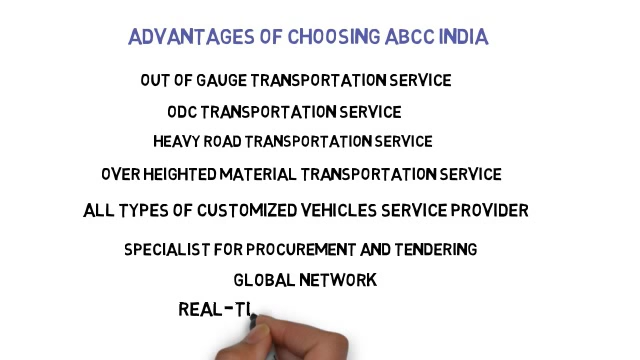 ADVANTAGES OF CHOOSING ABCC INDIA
OUT OF GAUGE TRANSPORTATION SERVICE
ODC TRANSPORTATION SERVICE
HEAVY ROAD TRANSPORTATION SERVICE
OVER HEIGHTED MATERIAL TRANSPORTATION SERVICE
ALL TYPES OF CUSTOMIZED VEHICLES SERVICE PROVIDER
SPECIALIST FOR PROCUREMENT AND TENDERING
GLOBAL NETWORK
REAL-TI